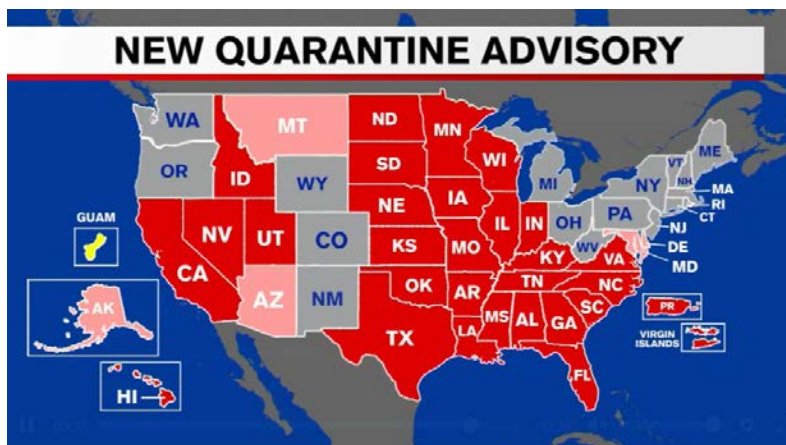 NEW QUARANTINE ADVISORY
WA
MT
ND
MN
ME
VT
NH
OR
ID
SD
WI
MI
NY
MA
RI
CT
WY
IA
PA
NJ
NE
IL
IN
OH
DE
MD
GUAM
NV
UT
CO
KS
MO
WV
VA
KY
CA
OK
AR
TN
NC
AZ
NM
SC
AK
MS
AL
GA
PR
TX
LA
VIRGIN
ISLANDS
FL
HI